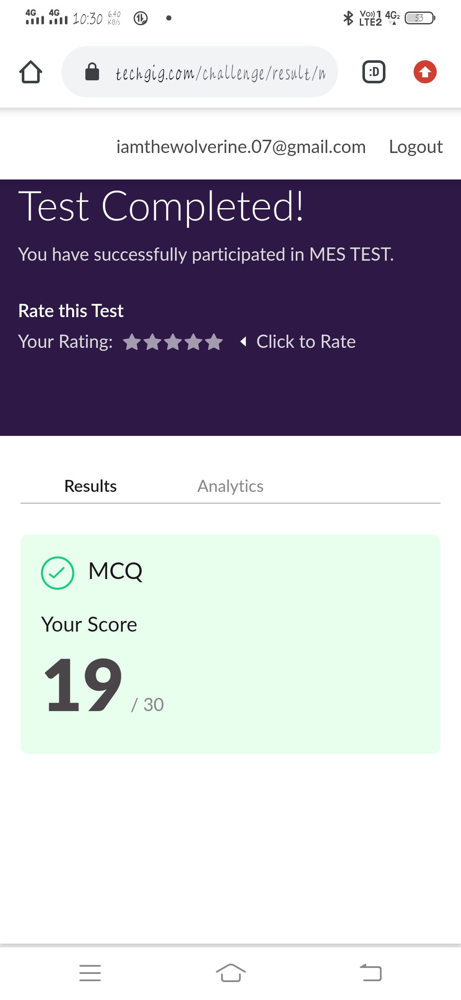 4G 4G 10:30 6.40 KB/s Vo)) 1 LTE2 4G2 53
techgig.com/challenge/result/n
:D
iamthewolverine.07@gmail.com Logout
Test Completed!
You have successfully participated in MES TEST.
Rate this Test
Your Rating: Click to Rate
Results Analytics
MCQ
Your Score
19 / 30